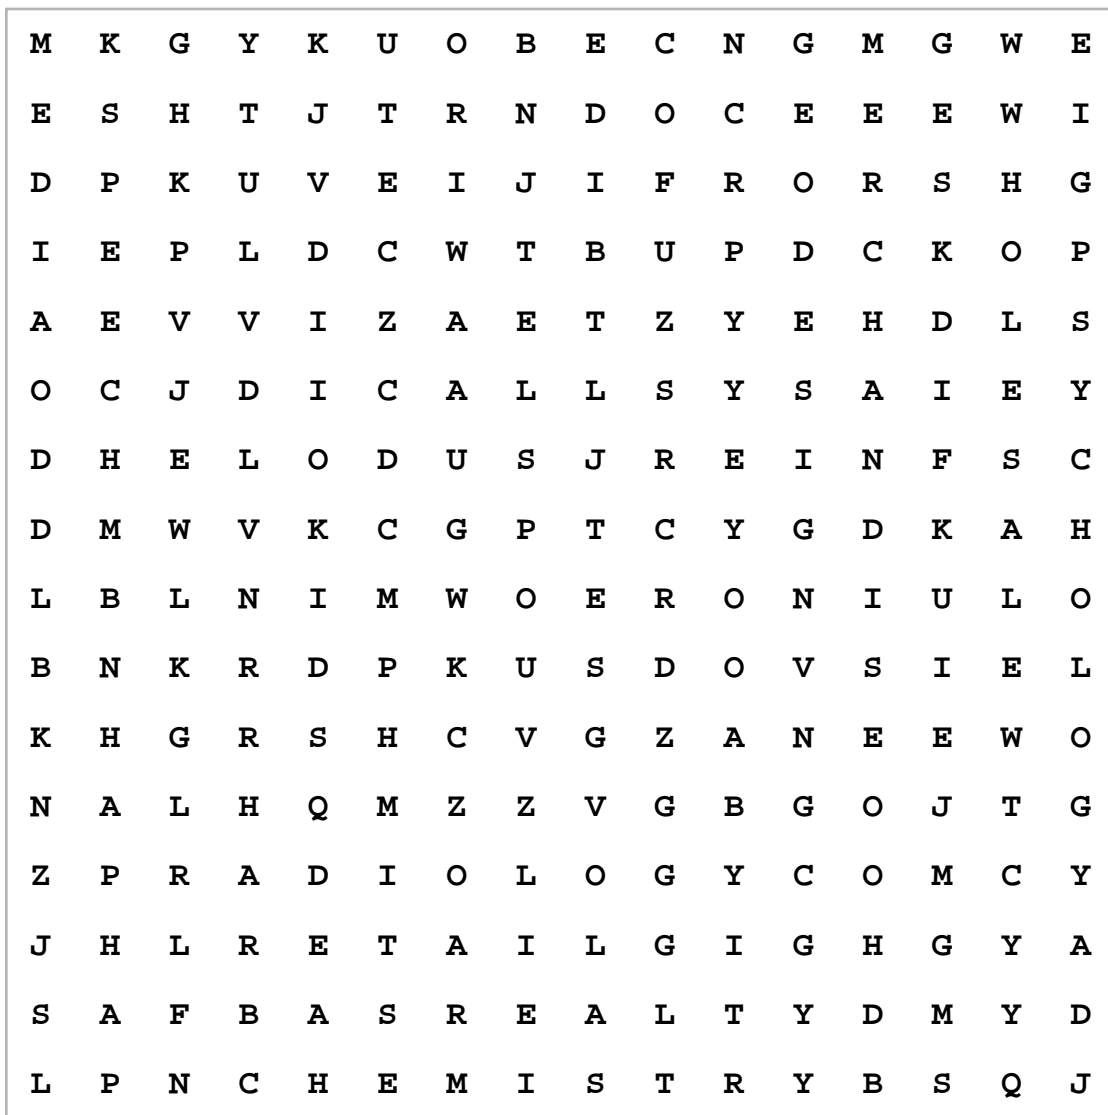 M K G Y K U O B E C N G M G W E
E S H T J T R N D O C E E E W I
D P K U V E I J I F R O R S H G
I E P L D C W T B U P D C K O P
A E V V I Z A E T Z Y E H D L S
O C J D I C A L L S Y S A I E Y
D H E L O D U S J R E I N F S C
D M W V K C G P T C Y G D K A H
L B L N I M W O E R O N I U L O
B N K R D P K U S D O V S I E L
K H G R S H C V G Z A N E E W O
N A L H Q M Z Z V G B G O J T G
Z P R A D I O L O G Y C O M C Y
J H L R E T A I L G I G H G Y A
S A F B A S R E A L T Y D M Y D
L P N C H E M I S T R Y B S Q J